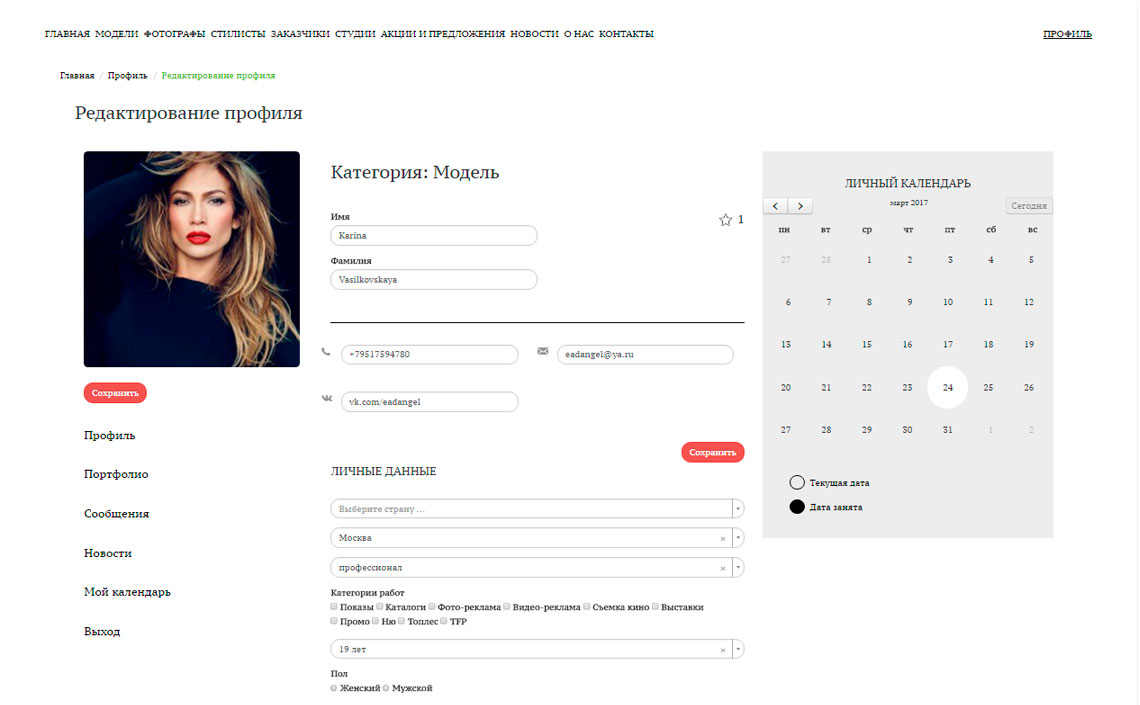 ГЛАВНАЯ МОДЕЛИ ФОТОГРАФЫ СТИЛИСТЫ ЗАКАЗЧИКИ СТУДИИ АКЦИИ И ПРЕДЛОЖЕНИЯ НОВОСТИ О НАС КОНТАКТЫ ПРОФИЛЬ
Главная / Профиль / Редактирование профиля
Редактирование профиля
Категория: Модель
Имя
1
Karina
Фамилия
Vasilkovskaya
+79517594780
eadangel@ya.ru
vk.com/eadangel
Сохранить
ЛИЧНЫЕ ДАННЫЕ
Выберите страну ...
Москва ×
профессионал ×
Категории работ
Показы Каталоги Фото-реклама Видео-реклама Съемка кино Выставки
Промо Ню Топлес TFP
19 лет ×
Пол
Женский Мужской
Сохранить
Профиль
Портфолио
Сообщения
Новости
Мой календарь
Выход
ЛИЧНЫЙ КАЛЕНДАРЬ
< > март 2017 Сегодня
пн вт ср чт пт сб вс
27 28 1 2 3 4 5
6 7 8 9 10 11 12
13 14 15 16 17 18 19
20 21 22 23 24 25 26
27 28 29 30 31 1 2
Текущая дата
Дата занята